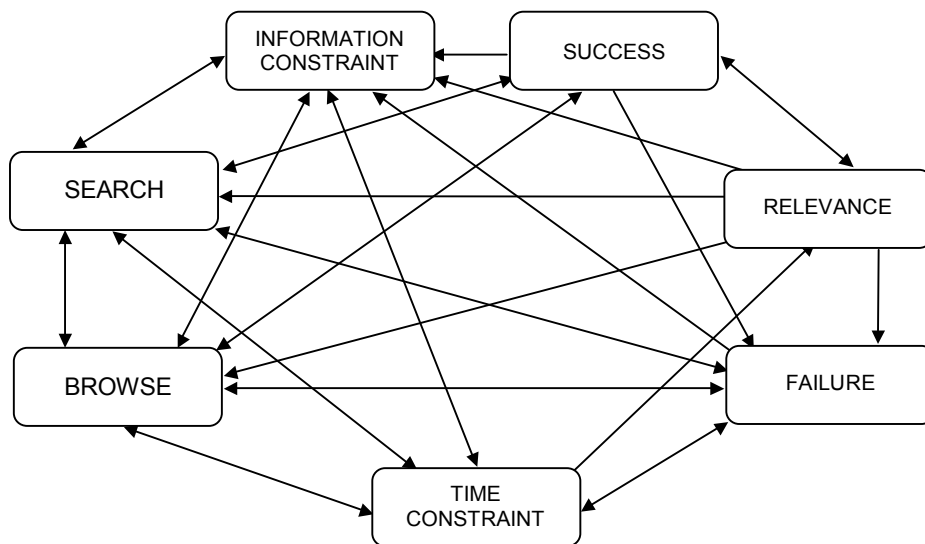 INFORMATION
CONSTRAINT
SUCCESS
SEARCH
RELEVANCE
BROWSE
FAILURE
TIME
CONSTRAINT